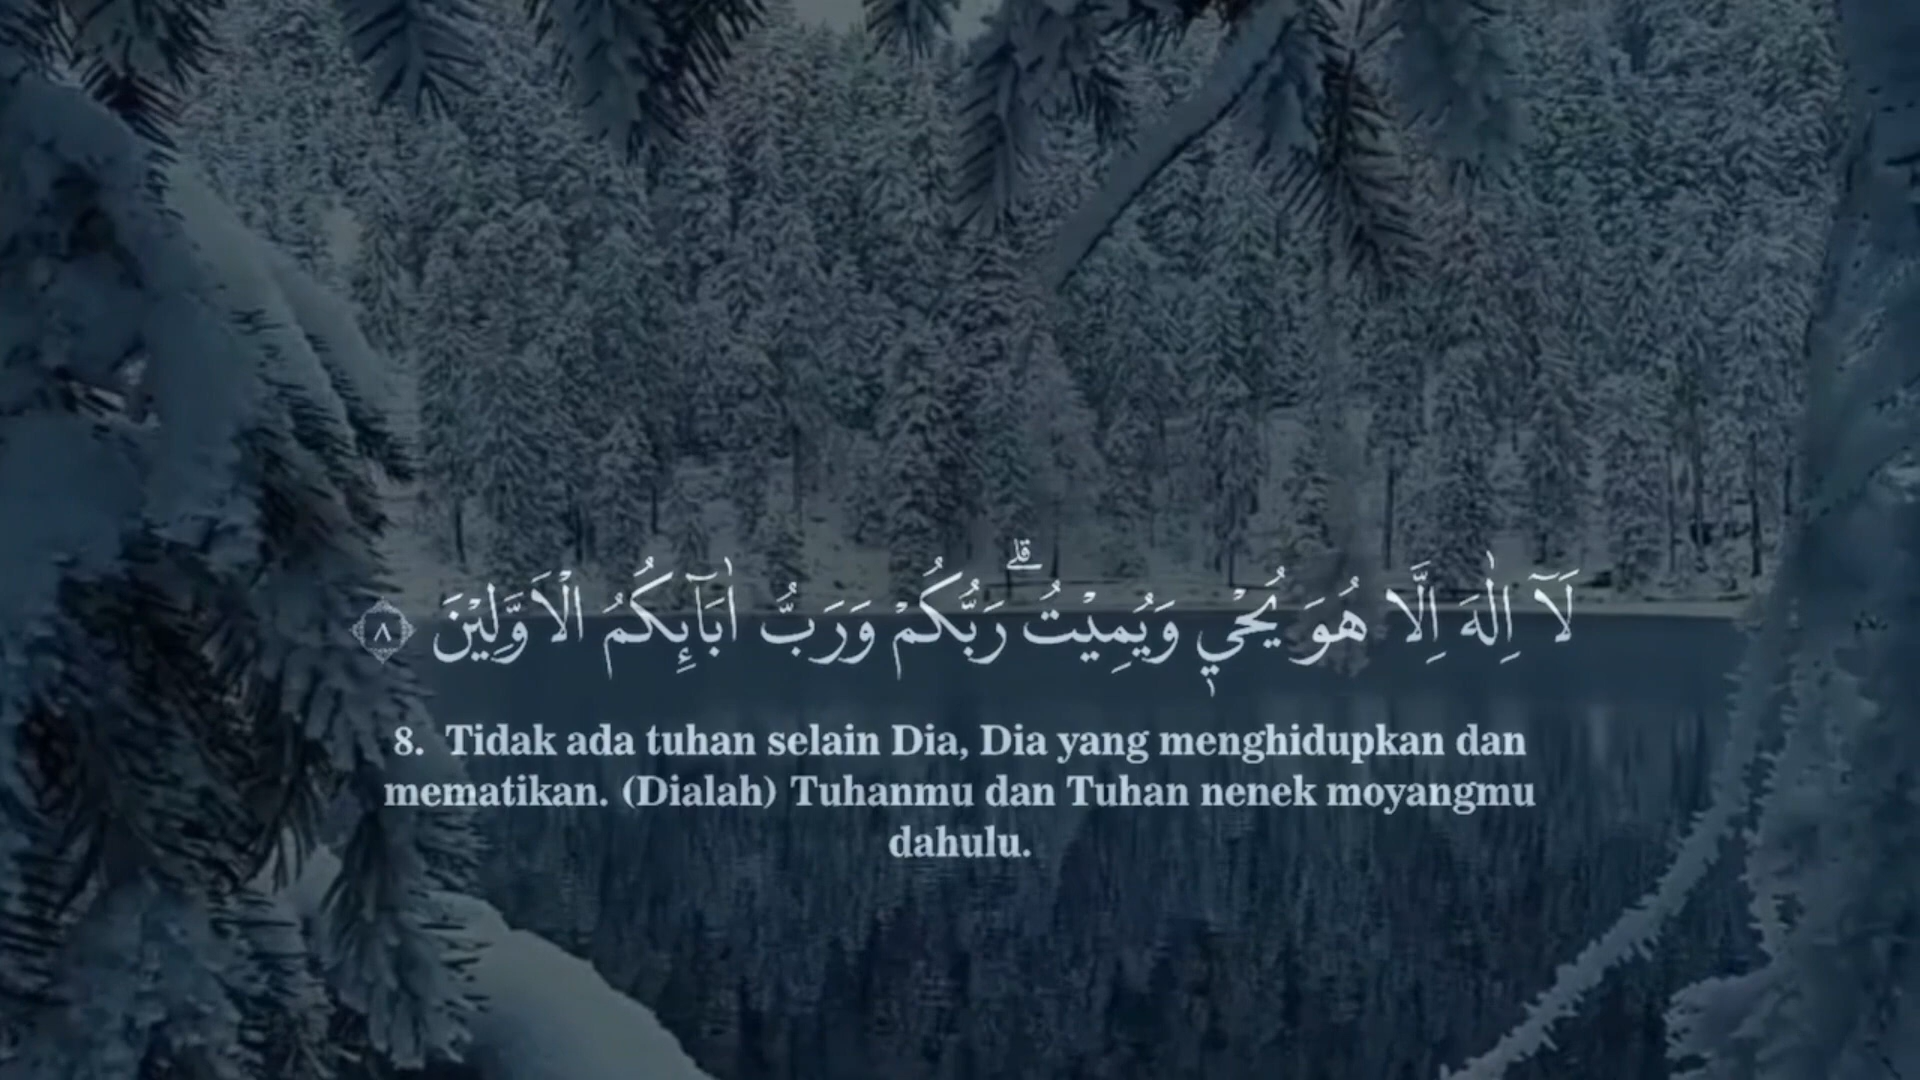 لَآ اِلٰهَ اِلَّا هُوَ يُحْيٖ وَيُمِيْتُ ۗ رَبُّكُمْ وَرَبُّ اٰبَاۤىِٕكُمُ الْاَوَّلِيْنَ ٨
8. Tidak ada tuhan selain Dia, Dia yang menghidupkan dan
mematikan. (Dialah) Tuhanmu dan Tuhan nenek moyangmu
dahulu.